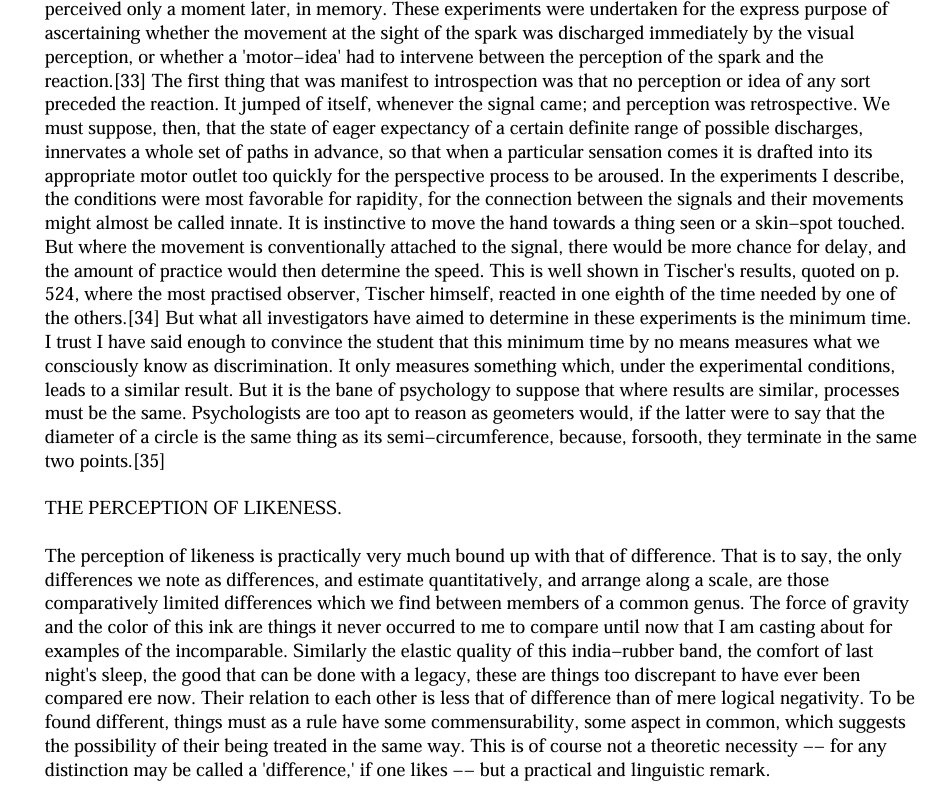 perceived only a moment later, in memory. These experiments were undertaken for the express purpose of
ascertaining whether the movement at the sight of the spark was discharged immediately by the visual
perception, or whether a 'motor−idea' had to intervene between the perception of the spark and the
reaction.[33] The first thing that was manifest to introspection was that no perception or idea of any sort
preceded the reaction. It jumped of itself, whenever the signal came; and perception was retrospective. We
must suppose, then, that the state of eager expectancy of a certain definite range of possible discharges,
innervates a whole set of paths in advance, so that when a particular sensation comes it is drafted into its
appropriate motor outlet too quickly for the perspective process to be aroused. In the experiments I describe,
the conditions were most favorable for rapidity, for the connection between the signals and their movements
might almost be called innate. It is instinctive to move the hand towards a thing seen or a skin−spot touched.
But where the movement is conventionally attached to the signal, there would be more chance for delay, and
the amount of practice would then determine the speed. This is well shown in Tischer's results, quoted on p.
524, where the most practised observer, Tischer himself, reacted in one eighth of the time needed by one of
the others.[34] But what all investigators have aimed to determine in these experiments is the minimum time.
I trust I have said enough to convince the student that this minimum time by no means measures what we
consciously know as discrimination. It only measures something which, under the experimental conditions,
leads to a similar result. But it is the bane of psychology to suppose that where results are similar, processes
must be the same. Psychologists are too apt to reason as geometers would, if the latter were to say that the
diameter of a circle is the same thing as its semi−circumference, because, forsooth, they terminate in the same
two points.[35]
THE PERCEPTION OF LIKENESS.
The perception of likeness is practically very much bound up with that of difference. That is to say, the only
differences we note as differences, and estimate quantitatively, and arrange along a scale, are those
comparatively limited differences which we find between members of a common genus. The force of gravity
and the color of this ink are things it never occurred to me to compare until now that I am casting about for
examples of the incomparable. Similarly the elastic quality of this india−rubber band, the comfort of last
night's sleep, the good that can be done with a legacy, these are things too discrepant to have ever been
compared ere now. Their relation to each other is less that of difference than of mere logical negativity. To be
found different, things must as a rule have some commensurability, some aspect in common, which suggests
the possibility of their being treated in the same way. This is of course not a theoretic necessity −− for any
distinction may be called a 'difference,' if one likes −− but a practical and linguistic remark.